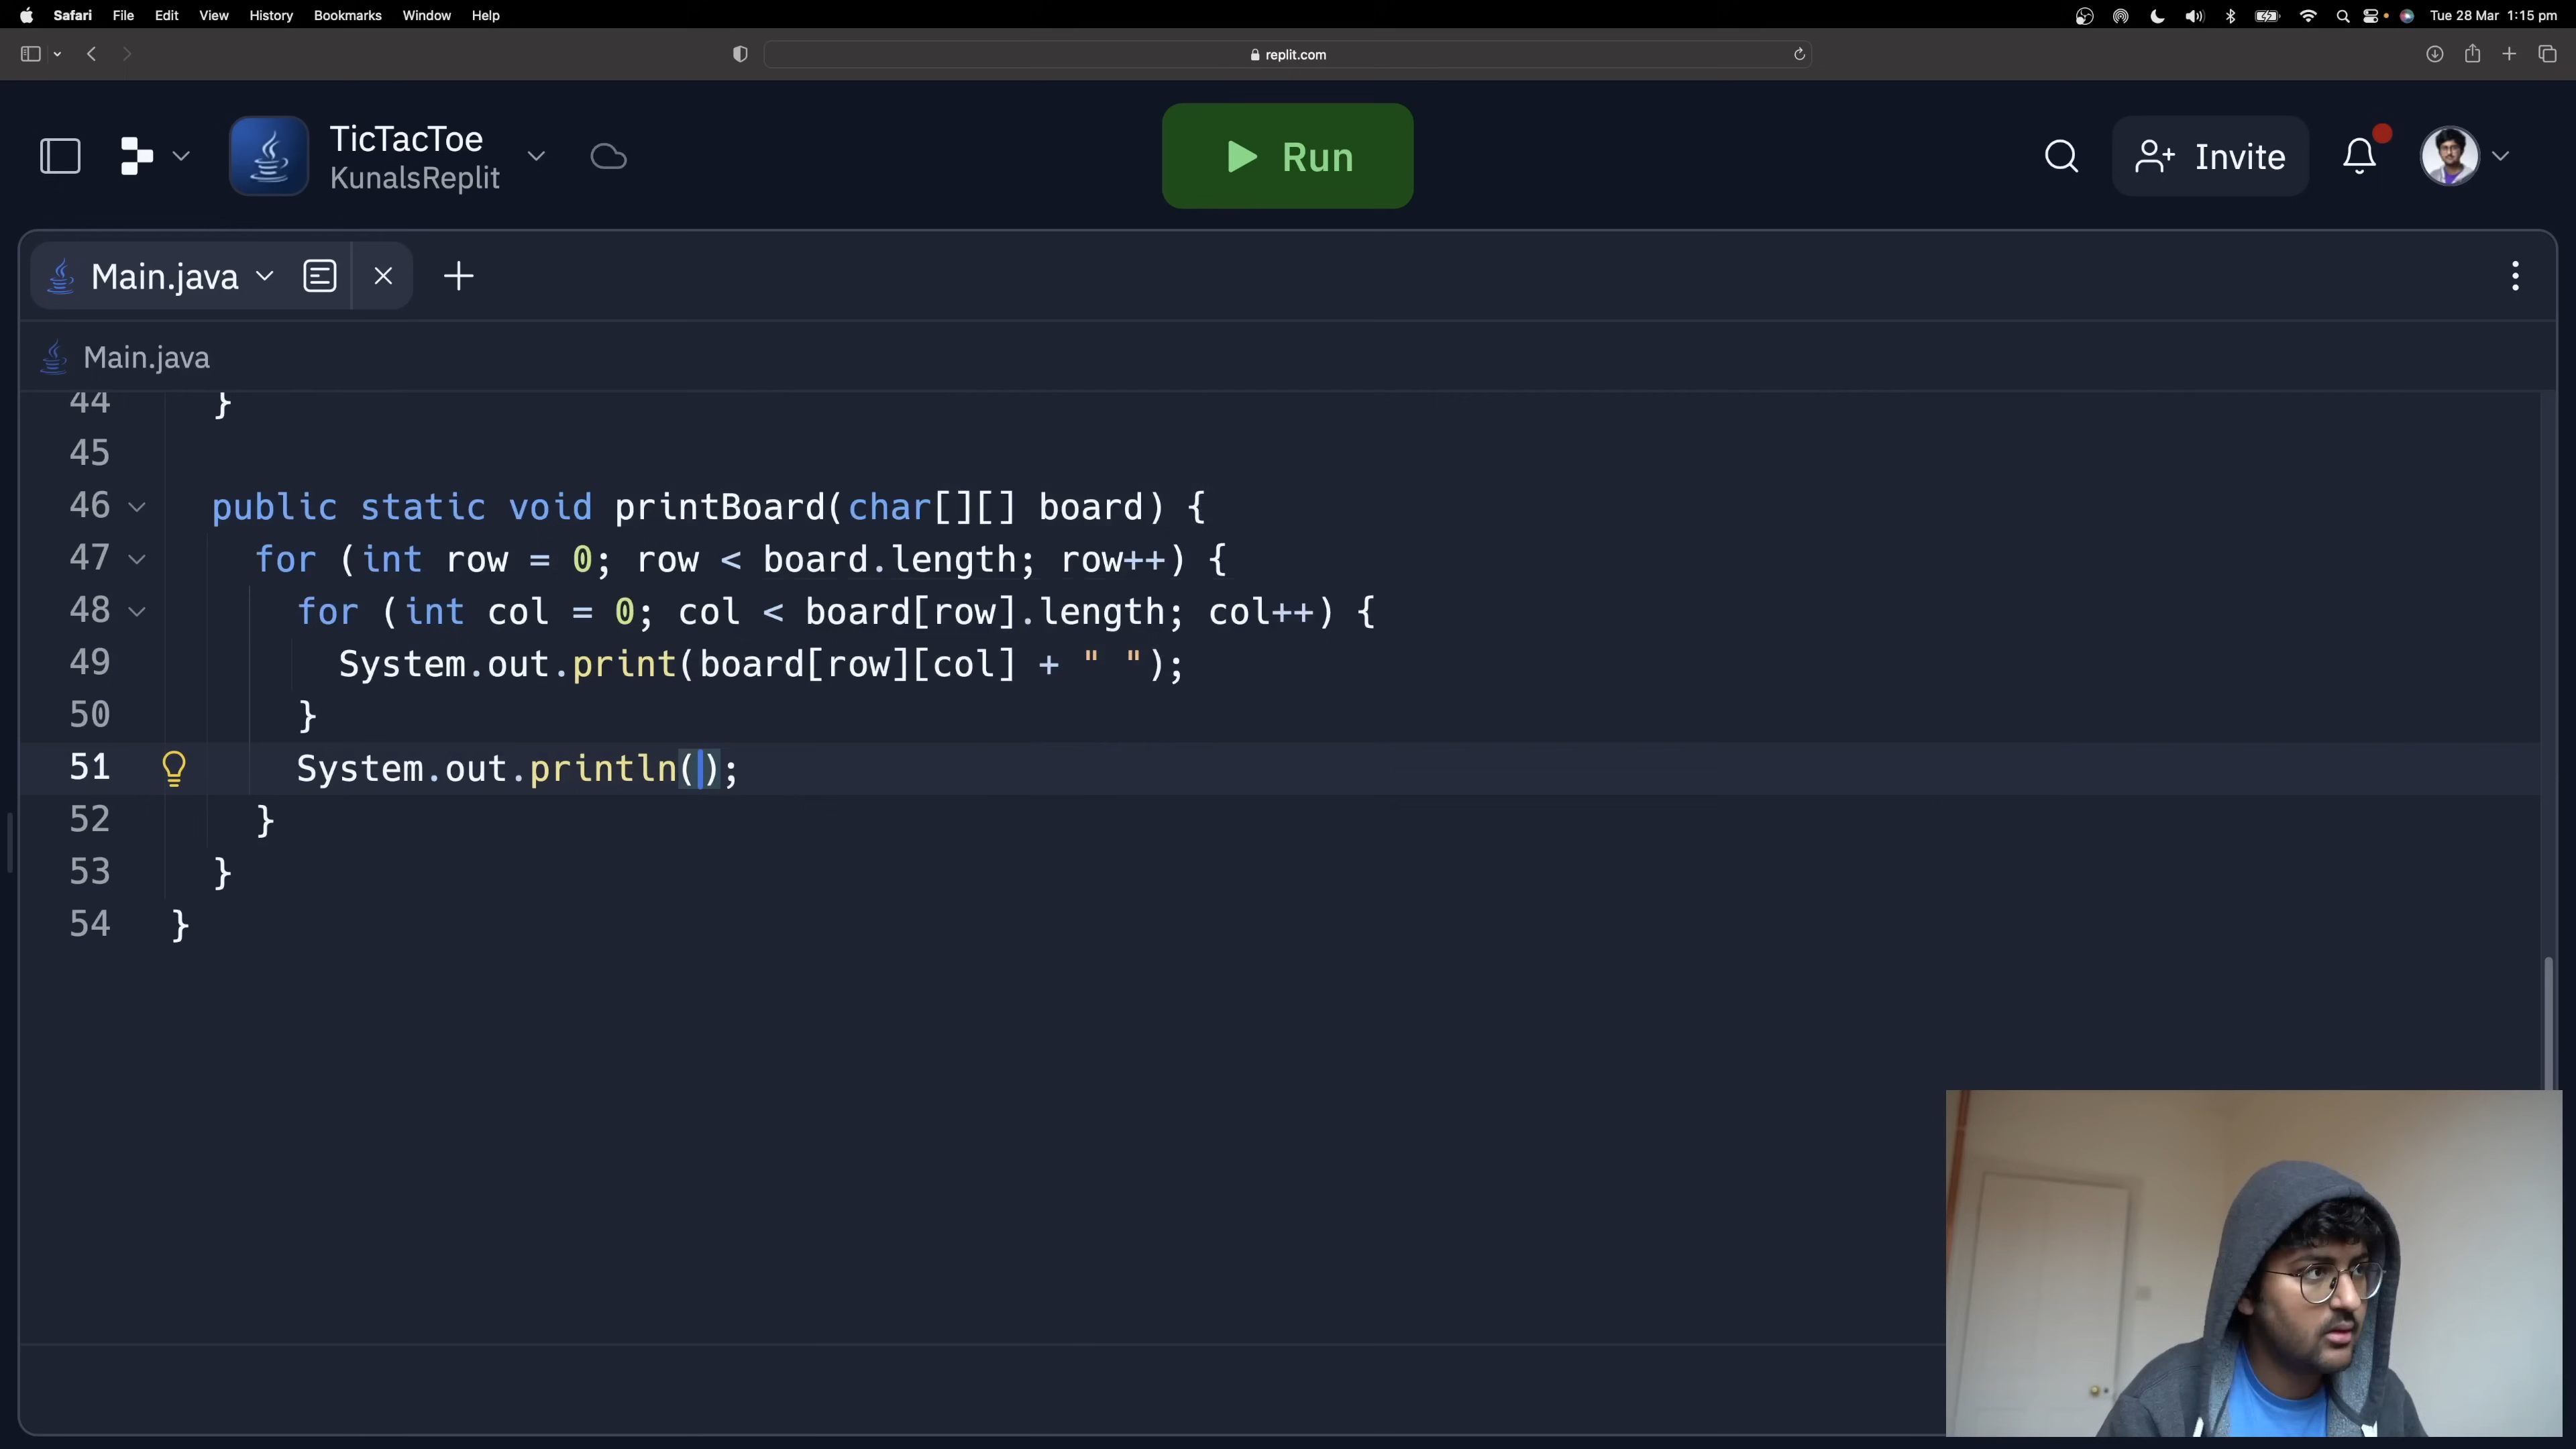 Safari File Edit View History Bookmarks Window Help Tue 28 Mar 1:15 pm
replit.com
TicTacToe
KunalsReplit
Run
Invite
Main.java
Main.java
44 }
45
46 public static void printBoard(char[][] board) {
47 for (int row = 0; row < board.length; row++) {
48 for (int col = 0; col < board[row].length; col++) {
49 System.out.print(board[row][col] + " ");
50 }
51 System.out.println();
52 }
53 }
54 }